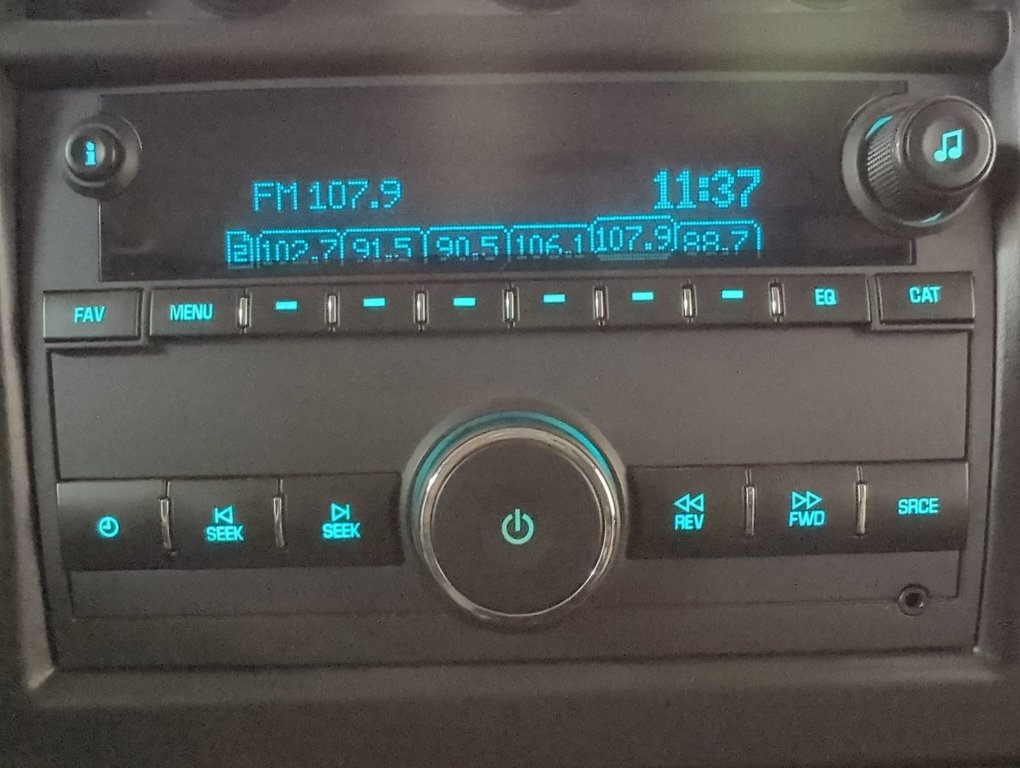 i
FM 107.9 11:37
2 102.7 91.5 90.5 106.1 107.9 88.7
FAV MENU EQ CAT
SEEK SEEK REV FWD SRCE